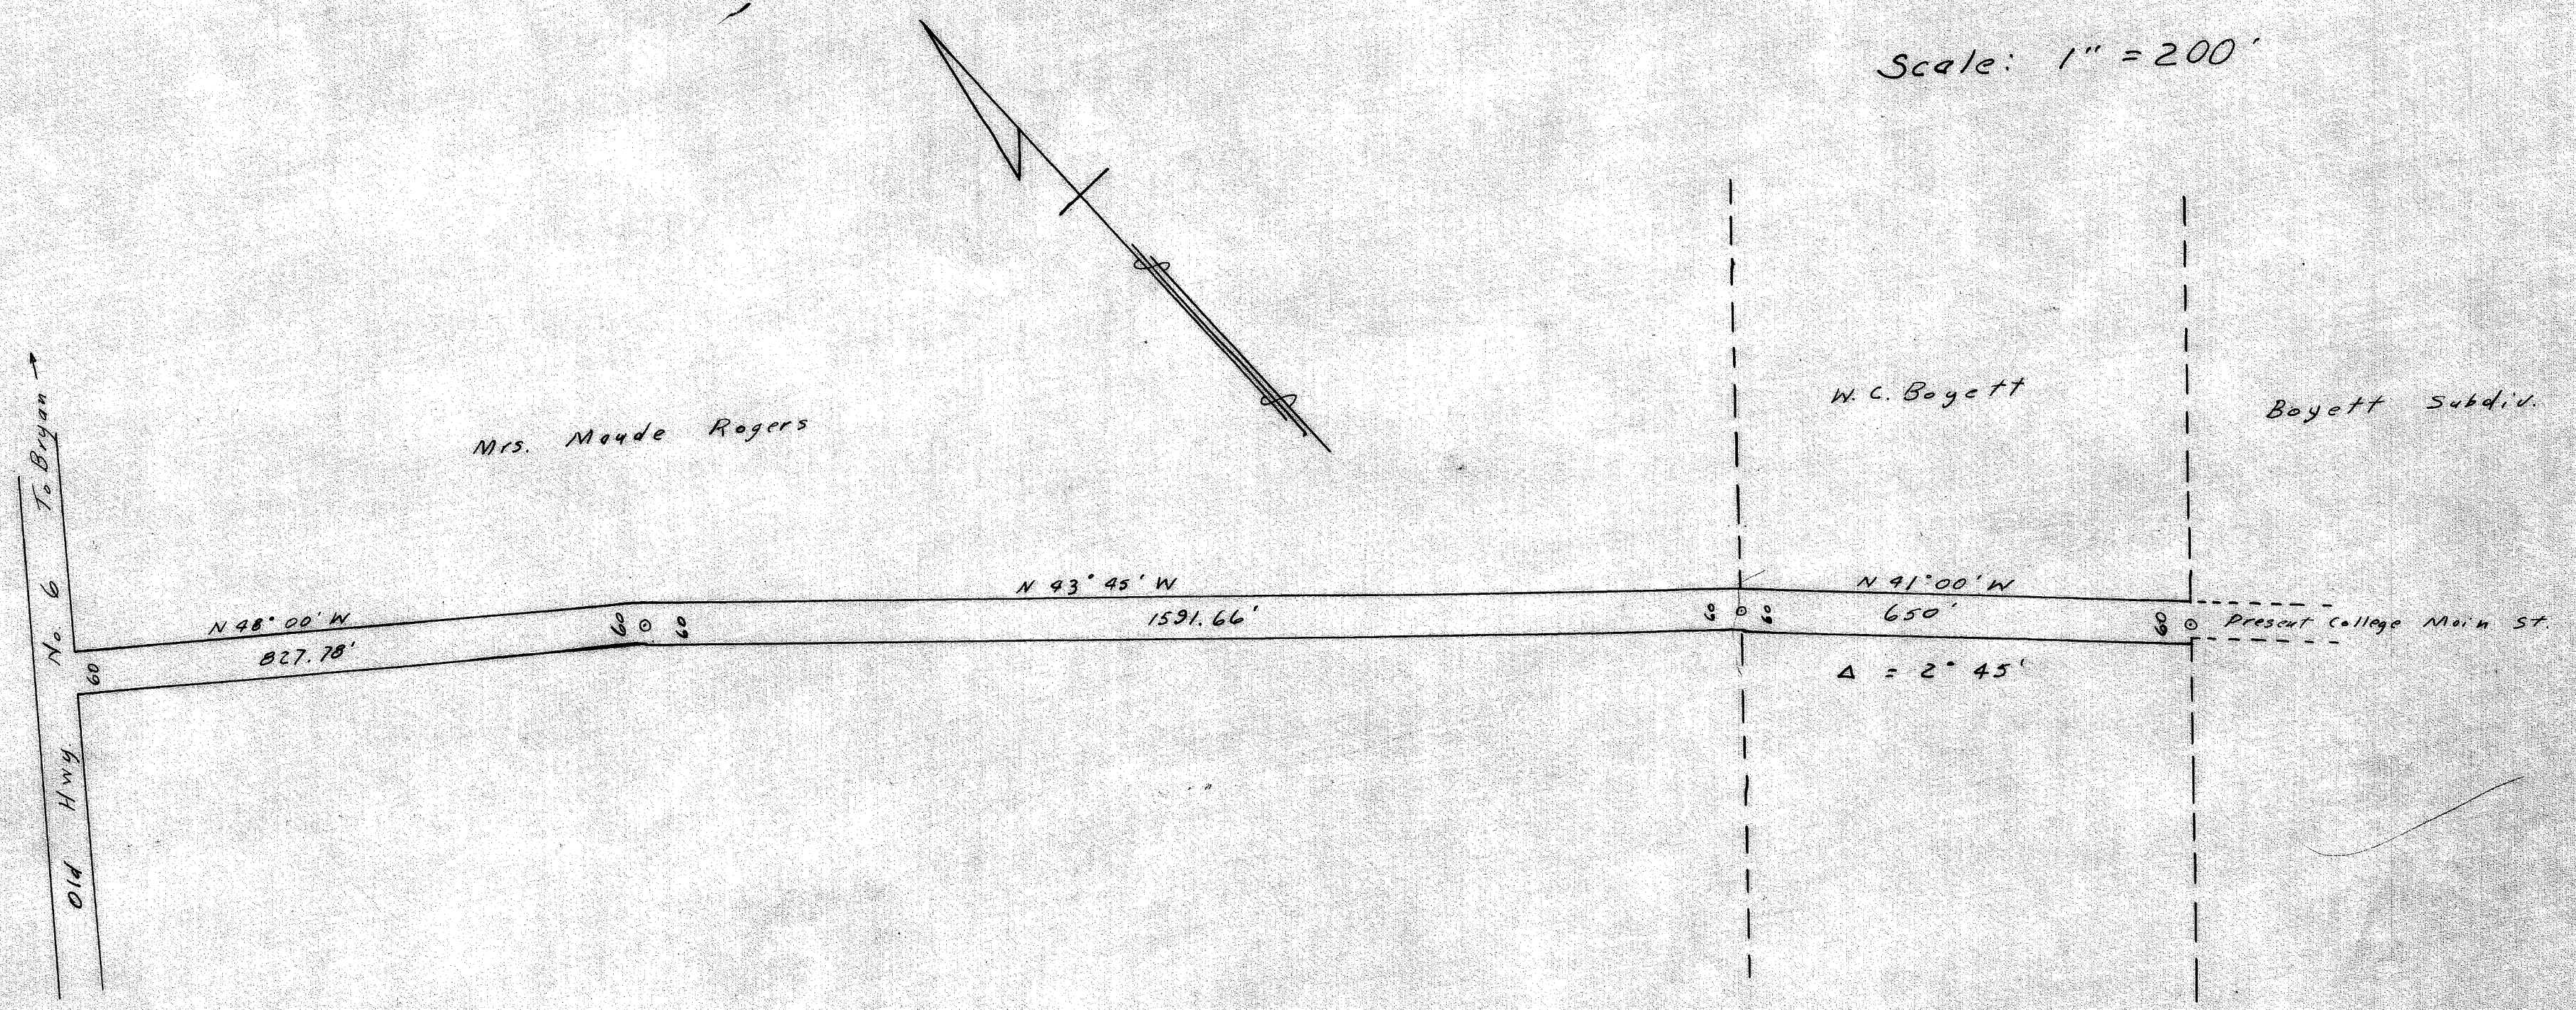 Scale: 1" = 200'
Mrs. Maude Rogers
W. C. Boyett
Boyett Subdiv.
To Bryan
Old Hwy. No. 6
N 48° 00' W
827.78'
60
60
60
N 43° 45' W
1591.66'
60
60
N 41° 00' W
650'
60
Present College Main St.
Δ = 2° 45'